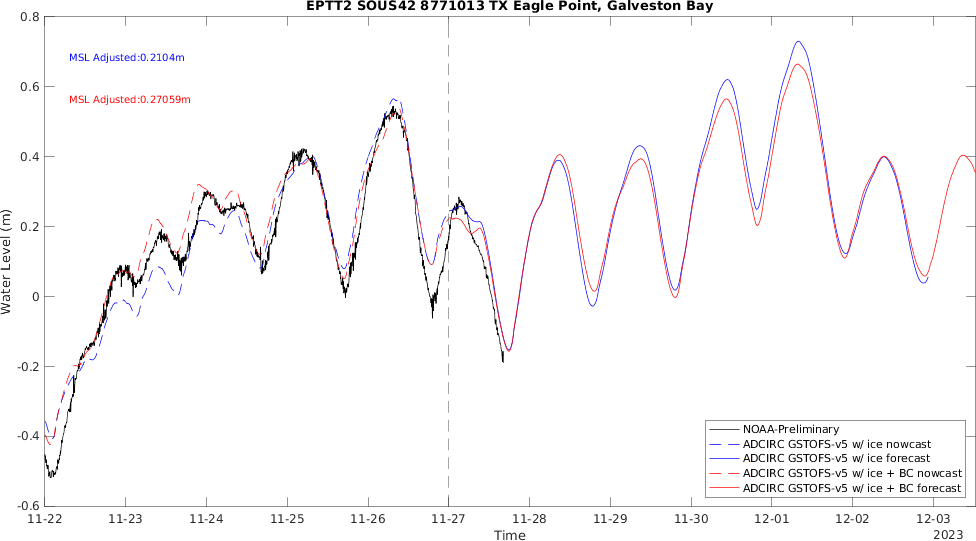 EPTT2 SOUS42 8771013 TX Eagle Point, Galveston Bay
0.8
0.6
0.4
0.2
0
-0.2
-0.4
-0.6
Water Level (m)
MSL Adjusted:0.2104m
MSL Adjusted:0.27059m
NOAA-Preliminary
ADCIRC GSTOFS-v5 w/ ice nowcast
ADCIRC GSTOFS-v5 w/ ice forecast
ADCIRC GSTOFS-v5 w/ ice + BC nowcast
ADCIRC GSTOFS-v5 w/ ice + BC forecast
11-22 11-23 11-24 11-25 11-26 11-27 11-28 11-29 11-30 12-01 12-02 12-03
Time
2023